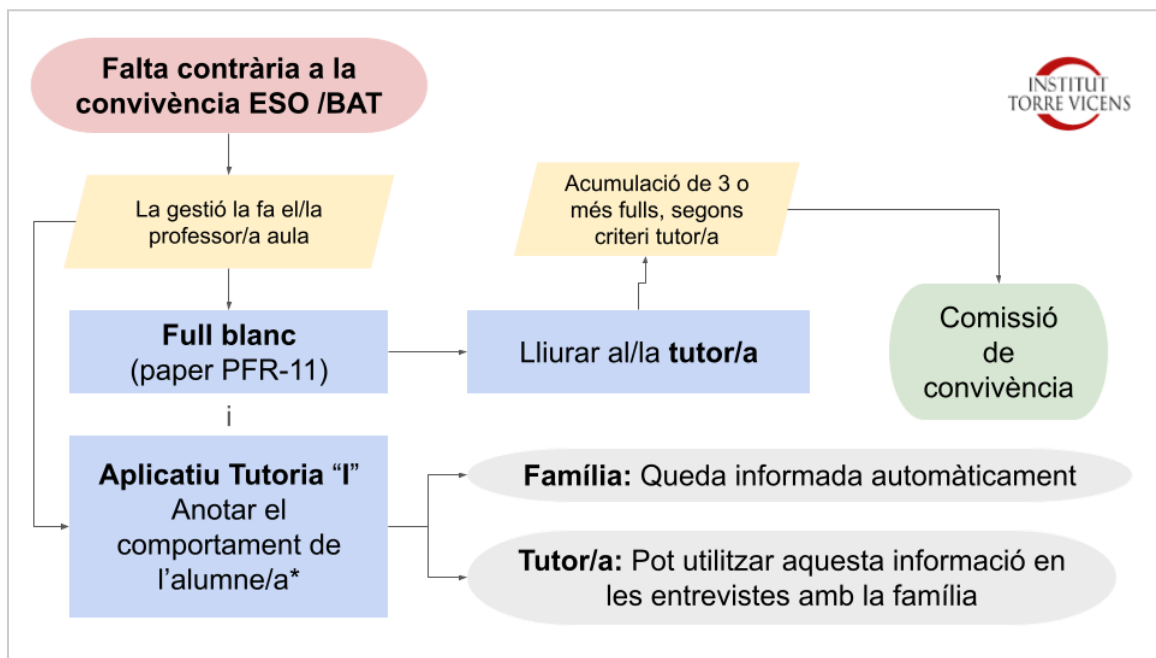 Falta contrària a la
convivència ESO /BAT
INSTITUT
TORRE VICENS
La gestió la fa el/la
professor/a aula
Acumulació de 3 o
més fulls, segons
criteri tutor/a
Full blanc
(paper PFR-11)
Lliurar al/la tutor/a
Comissió
de
convivència
i
Aplicatiu Tutoria “I”
Anotar el
comportament de
l’alumne/a*
Família: Queda informada automàticament
Tutor/a: Pot utilitzar aquesta informació en
les entrevistes amb la família